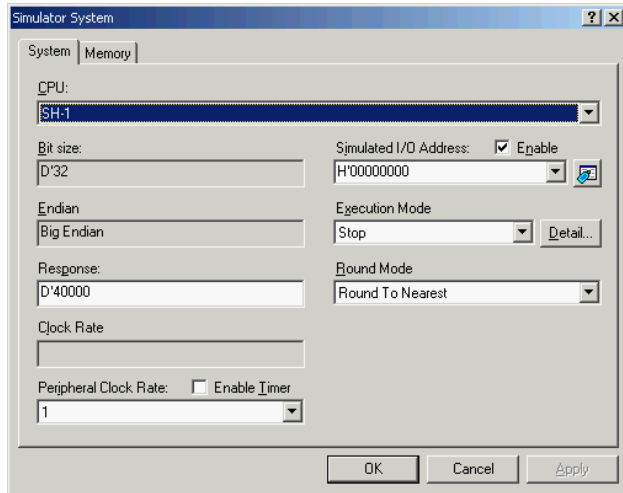 Simulator System
System Memory
CPU:
SH-1
Bit size:
D'32
Simulated I/O Address: Enable
H'00000000
Endian
Big Endian
Execution Mode
Stop Detail...
Response:
D'40000
Round Mode
Round To Nearest
Clock Rate
Peripheral Clock Rate: Enable Timer
1
OK Cancel Apply